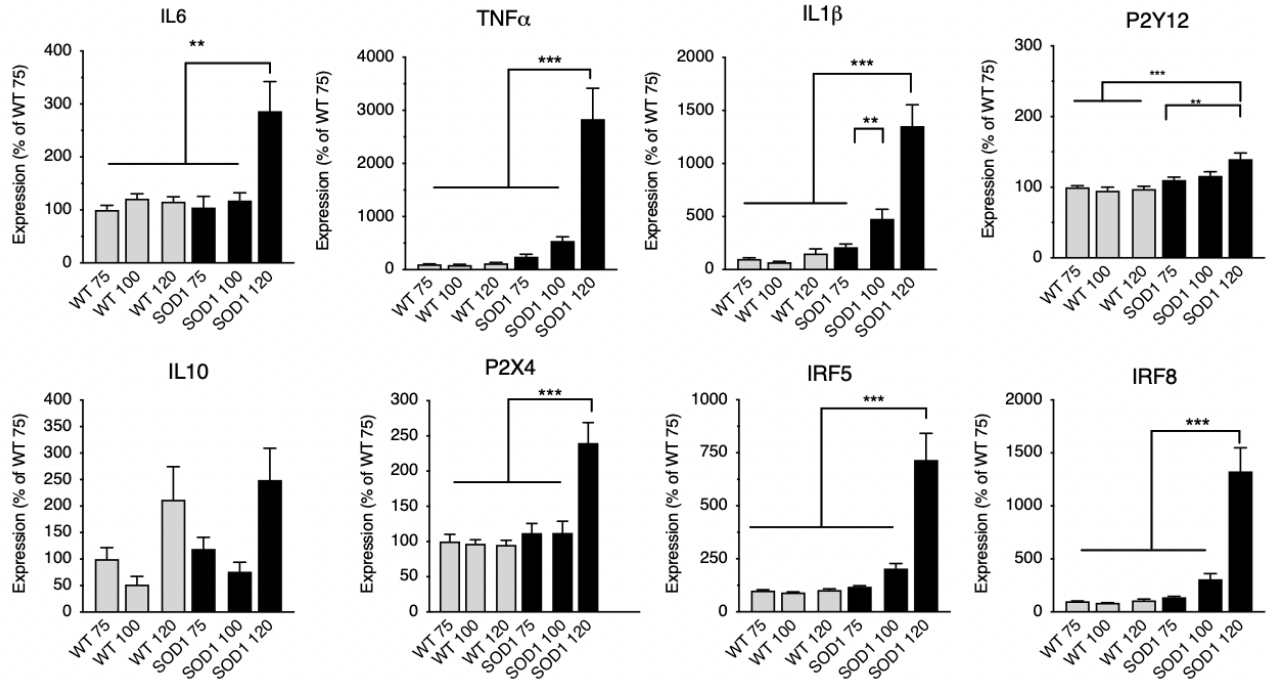 IL6
Expression (% of WT 75)
400
300
200
100
0
**
WT 75
WT 100
WT 120
SOD1 75
SOD1 100
SOD1 120
TNFα
Expression (% of WT 75)
4000
3000
2000
1000
0
***
WT 75
WT 100
WT 120
SOD1 75
SOD1 100
SOD1 120
IL1β
Expression (% of WT 75)
2000
1500
1000
500
0
***
**
WT 75
WT 100
WT 120
SOD1 75
SOD1 100
SOD1 120
P2Y12
Expression (% of WT 75)
300
200
100
0
***
**
WT 75
WT 100
WT 120
SOD1 75
SOD1 100
SOD1 120
IL10
Expression (% of WT 75)
400
350
300
250
200
150
100
50
0
WT 75
WT 100
WT 120
SOD1 75
SOD1 100
SOD1 120
P2X4
Expression (% of WT 75)
300
250
200
150
100
50
0
***
WT 75
WT 100
WT 120
SOD1 75
SOD1 100
SOD1 120
IRF5
Expression (% of WT 75)
1000
750
500
250
0
***
WT 75
WT 100
WT 120
SOD1 75
SOD1 100
SOD1 120
IRF8
Expression (% of WT 75)
2000
1500
1000
500
0
***
WT 75
WT 100
WT 120
SOD1 75
SOD1 100
SOD1 120